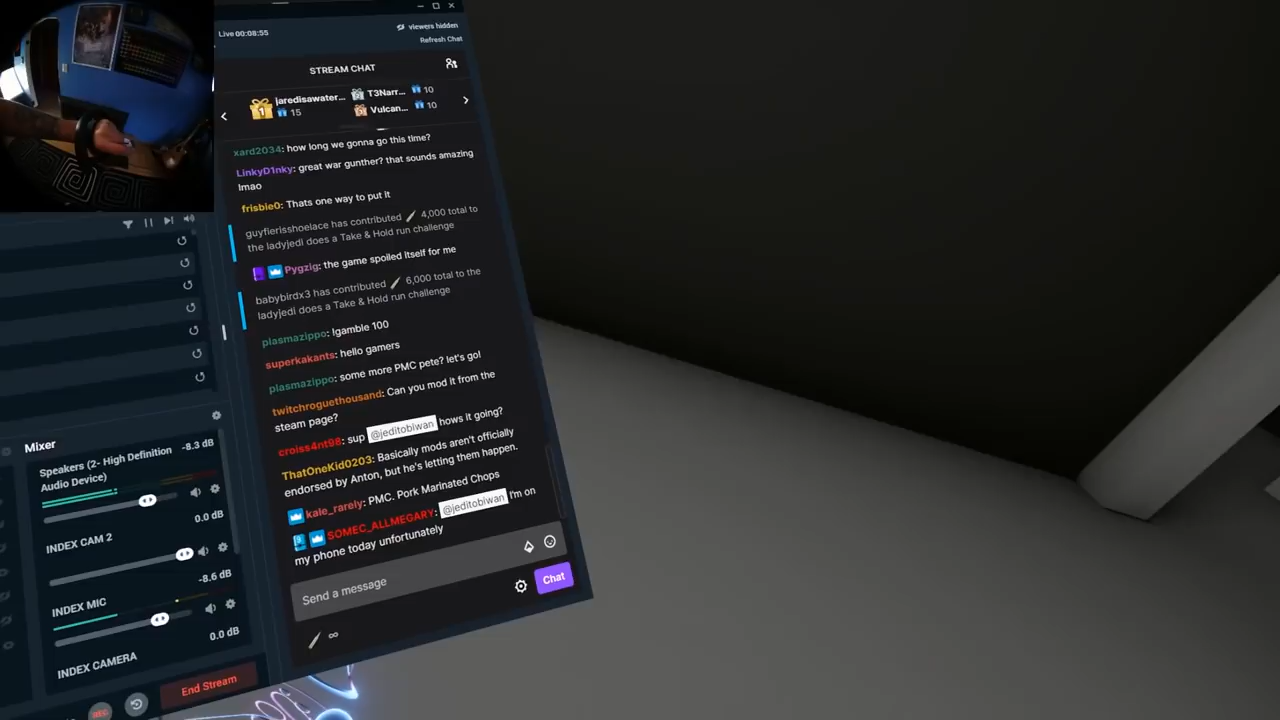 Live 00:08:55
viewers hidden
Refresh Chat
STREAM CHAT
jaredisawater...
15
T3Narr...
10
Vulcan...
10
xard2034: how long we gonna go this time?
LinkyD1nky: great war gunther? that sounds amazing
lmao
frisbie0: Thats one way to put it
guyfierisshoelace has contributed 4,000 total to
the ladyjedi does a Take & Hold run challenge
Pygzig: the game spoiled itself for me
babybirdx3 has contributed 6,000 total to the
ladyjedi does a Take & Hold run challenge
plasmazippo: !gamble 100
superkakants: hello gamers
plasmazippo: some more PMC pete? let's go!
twitchroguethousand: Can you mod it from the
steam page?
croiss4nt98: sup @jeditobiwan hows it going?
ThatOneKid0203: Basically mods aren't officially
endorsed by Anton, but he's letting them happen.
kale_rarely: PMC. Pork Marinated Chops
SOMEC_ALLMEGARY: @jeditobiwan I'm on
my phone today unfortunately
Send a message
Chat
Mixer
Speakers (2- High Definition
Audio Device)
-8.3 dB
0.0 dB
INDEX CAM 2
-8.6 dB
INDEX MIC
0.0 dB
INDEX CAMERA
REC
End Stream